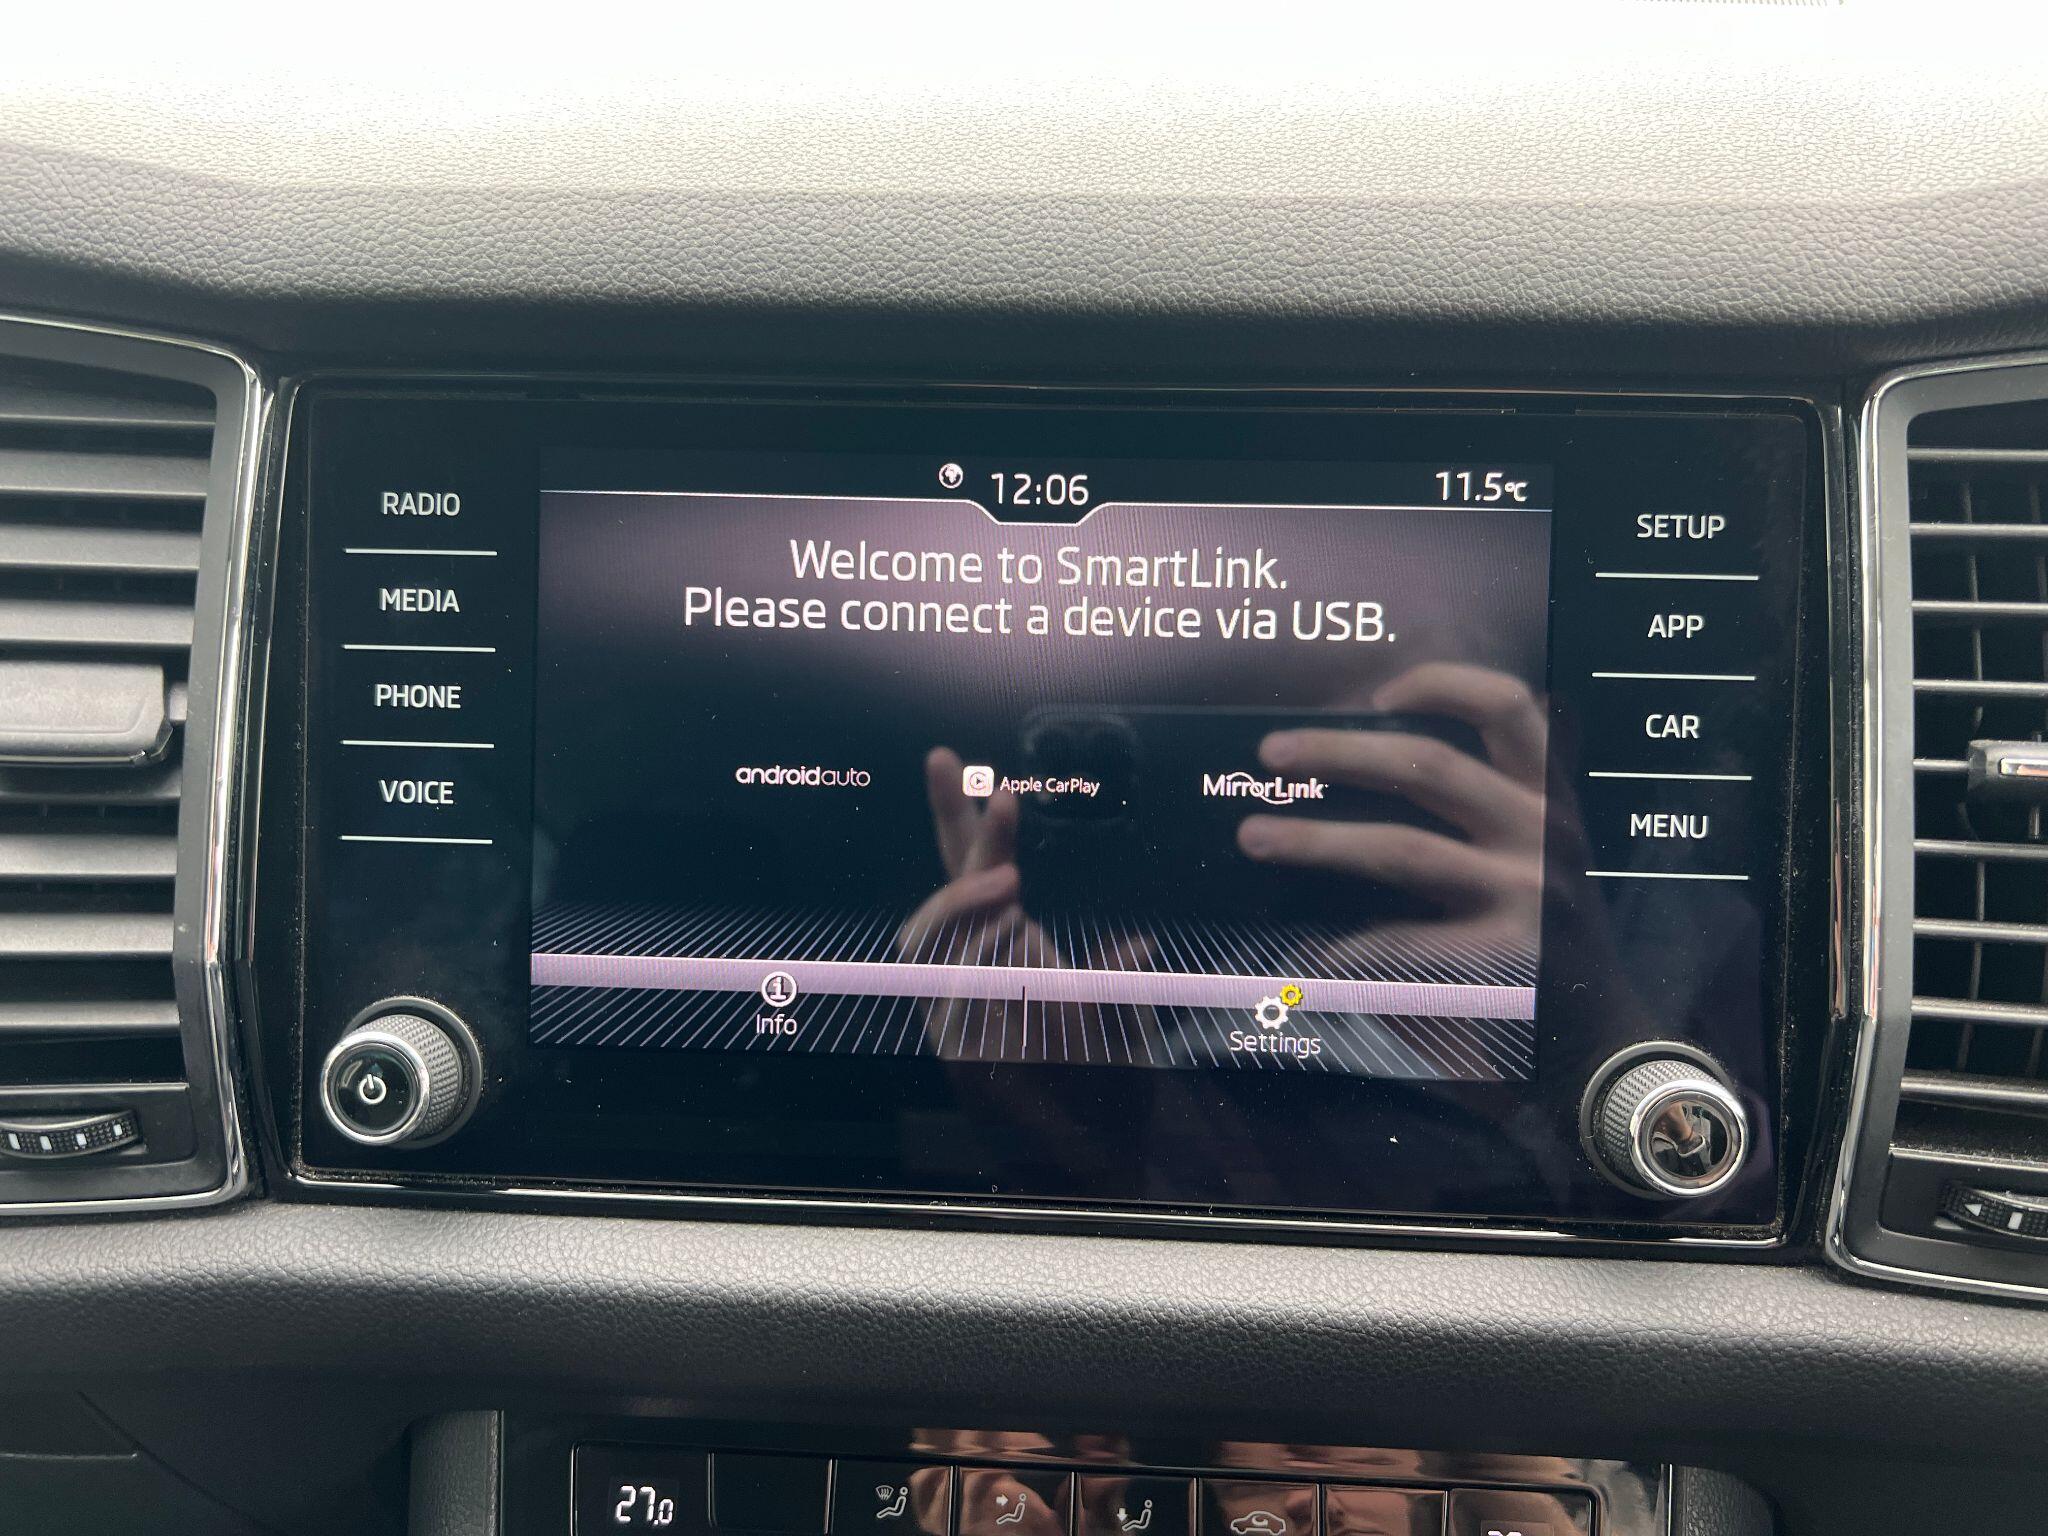 RADIO
MEDIA
PHONE
VOICE
12:06
11.5°C
Welcome to SmartLink.
Please connect a device via USB.
androidauto
Apple CarPlay
MirrorLink
Info
Settings
SETUP
APP
CAR
MENU
27.0